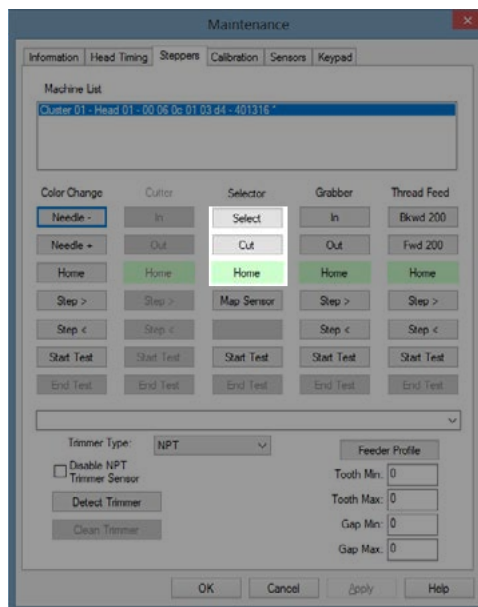 Maintenance
Information Head Timing Steppers Calibration Sensors Keypad
Machine List
Cluster 01 - Head 01 - 00 06 0c 01 03 d4 - 401316 *
Color Change Cutter Selector Grabber Thread Feed
Needle - In Select In Bkwd 200
Needle + Out Cut Out Fwd 200
Home Home Home Home Home
Step > Step > Map Sensor Step > Step >
Step < Step < Step < Step <
Start Test Start Test Start Test Start Test Start Test
End Test End Test End Test End Test End Test
Trimmer Type: NPT
Feeder Profile
Disable NPT
Trimmer Sensor
Tooth Min: 0
Detect Trimmer
Tooth Max: 0
Clean Trimmer
Gap Min: 0
Gap Max: 0
OK Cancel Apply Help